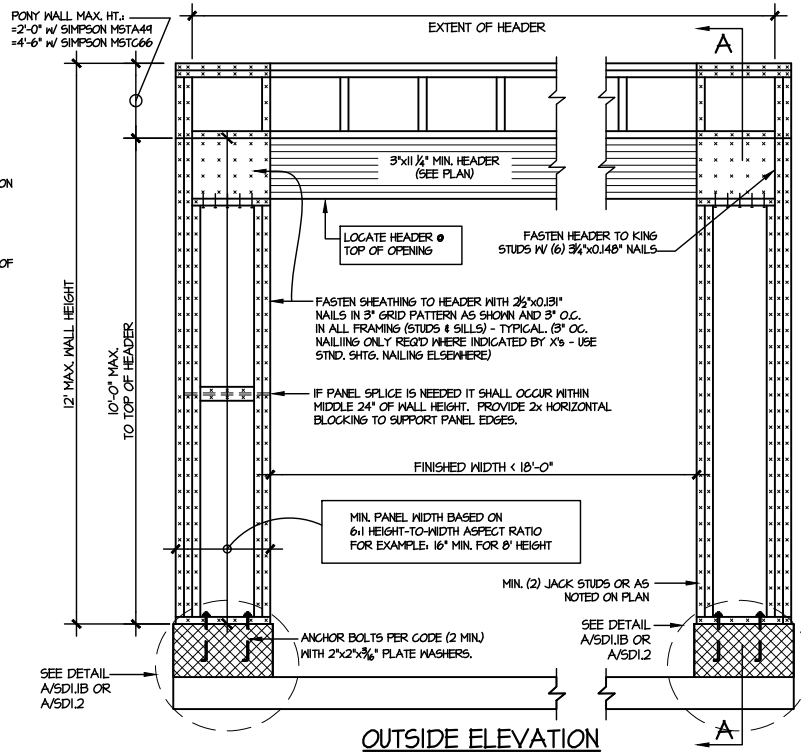 PONY WALL MAX. HT.:
=2'-0" W/ SIMPSON MSTA49
=4'-6" W/ SIMPSON MSTC66
EXTENT OF HEADER
A
3"x11 1/4" MIN. HEADER
(SEE PLAN)
ON
OF
LOCATE HEADER @
TOP OF OPENING
FASTEN HEADER TO KING
STUDS W/ (6) 3 1/4"x0.148" NAILS
FASTEN SHEATHING TO HEADER WITH 2 1/2"x0.131"
NAILS IN 3" GRID PATTERN AS SHOWN AND 3" O.C.
IN ALL FRAMING (STUDS & SILLS) - TYPICAL. (3" OC.
NAILIING ONLY REQ'D WHERE INDICATED BY X's - USE
STND. SHTG. NAILING ELSEWHERE)
12' MAX. WALL HEIGHT
10'-0" MAX.
TO TOP OF HEADER
IF PANEL SPLICE IS NEEDED IT SHALL OCCUR WITHIN
MIDDLE 24" OF WALL HEIGHT. PROVIDE 2x HORIZONTAL
BLOCKING TO SUPPORT PANEL EDGES.
FINISHED WIDTH < 18'-0"
MIN. PANEL WIDTH BASED ON
6:1 HEIGHT-TO-WIDTH ASPECT RATIO
FOR EXAMPLE: 16" MIN. FOR 8' HEIGHT
MIN. (2) JACK STUDS OR AS
NOTED ON PLAN
SEE DETAIL
A/SD1.1B OR
A/SD1.2
ANCHOR BOLTS PER CODE (2 MIN.)
WITH 2"x2"x3/16" PLATE WASHERS.
SEE DETAIL
A/SD1.1B OR
A/SD1.2
A
OUTSIDE ELEVATION